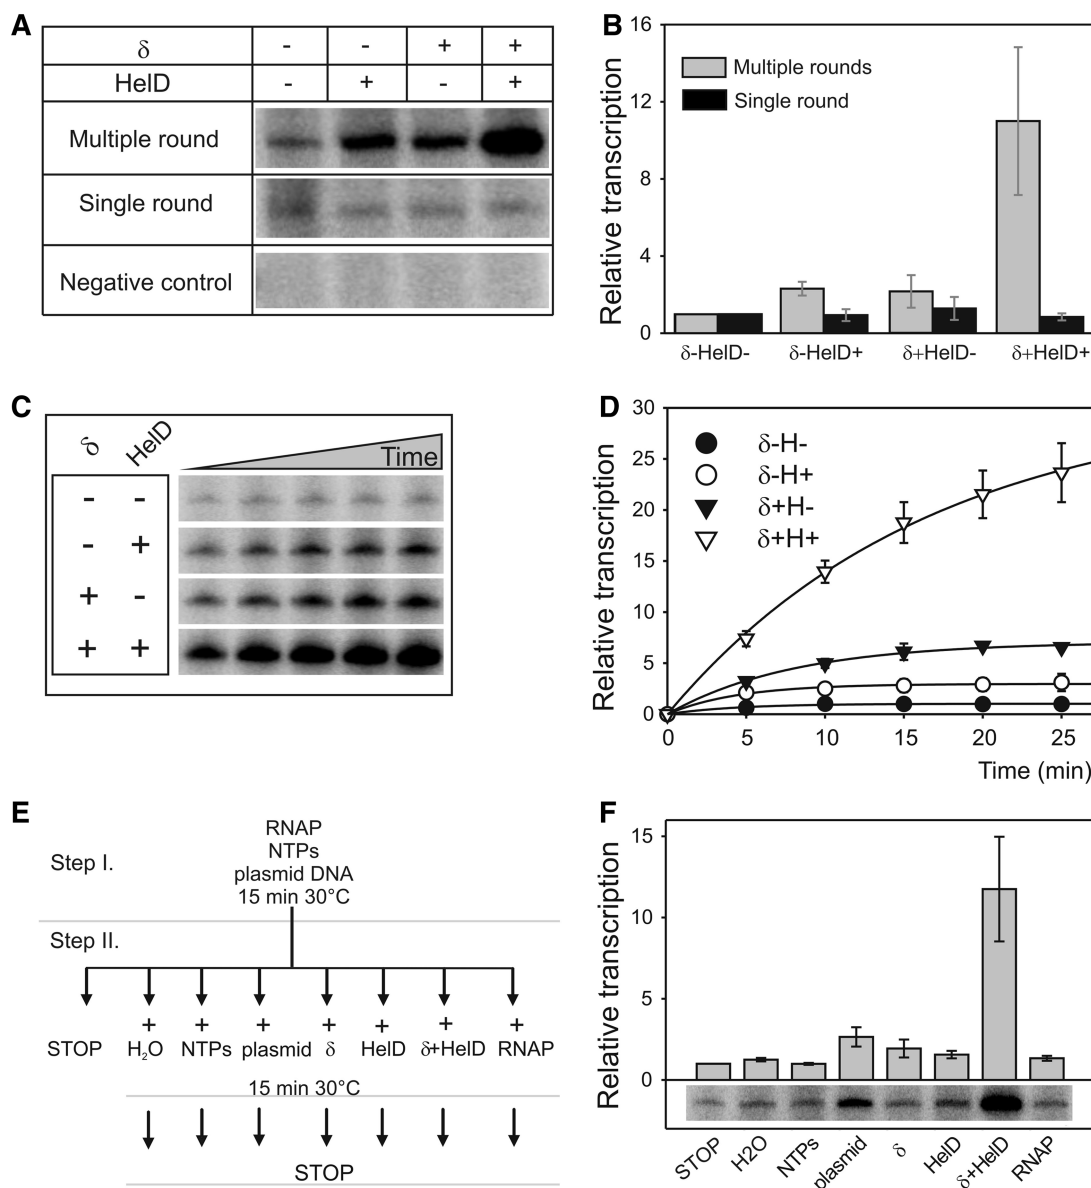 A
δ - - + +
HelD - + - +
Multiple round
Single round
Negative control
B
Relative transcription
16
12
8
4
0
Multiple rounds
Single round
δ-HelD- δ-HelD+ δ+HelD- δ+HelD+
C
δ HelD
Time
- -
- +
+ -
+ +
D
Relative transcription
30
25
20
15
10
5
0
δ-H-
δ-H+
δ+H-
δ+H+
0 5 10 15 20 25
Time (min)
E
Step I.
RNAP
NTPs
plasmid DNA
15 min 30°C
Step II.
+ + + + + + +
STOP H₂O NTPs plasmid δ HelD δ+HelD RNAP
15 min 30°C
STOP
F
Relative transcription
15
10
5
0
STOP H2O NTPs plasmid δ HelD δ+HelD RNAP